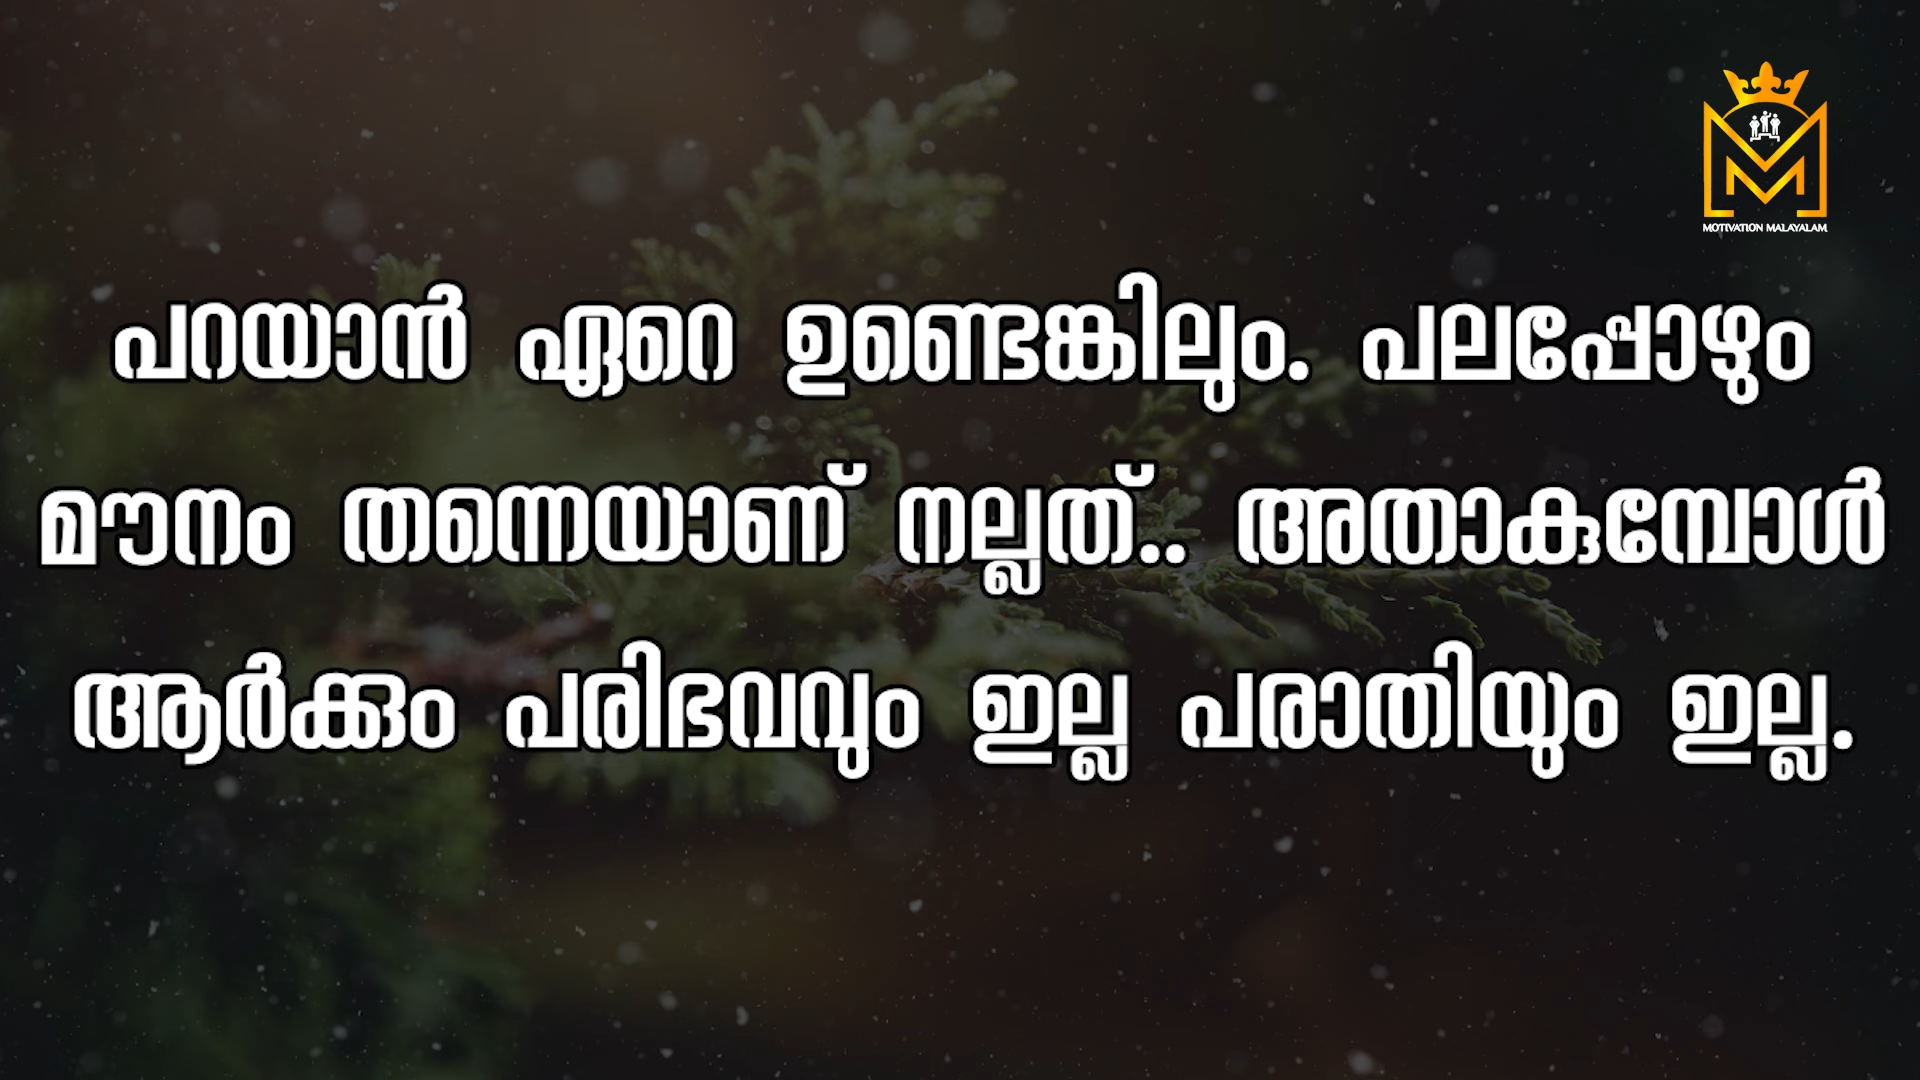 MOTIVATION MALAYALAM
പറയാൻ ഏറെ ഉണ്ടെങ്കിലും. പലപ്പോഴും
മൗനം തന്നെയാണ് നല്ലത്.. അതാകുമ്പോൾ
ആർക്കും പരിഭവവും ഇല്ല പരാതിയും ഇല്ല.